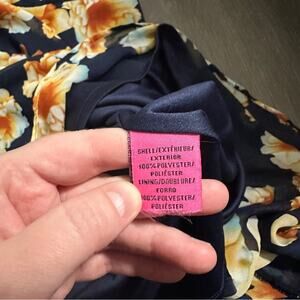 SHELL/EXTÉRIEUR/
EXTERIOR
100%POLYESTER/
POLIÉSTER
LINING/DOUBLURE/
FORRO
100%POLYESTER/
POLIÉSTER